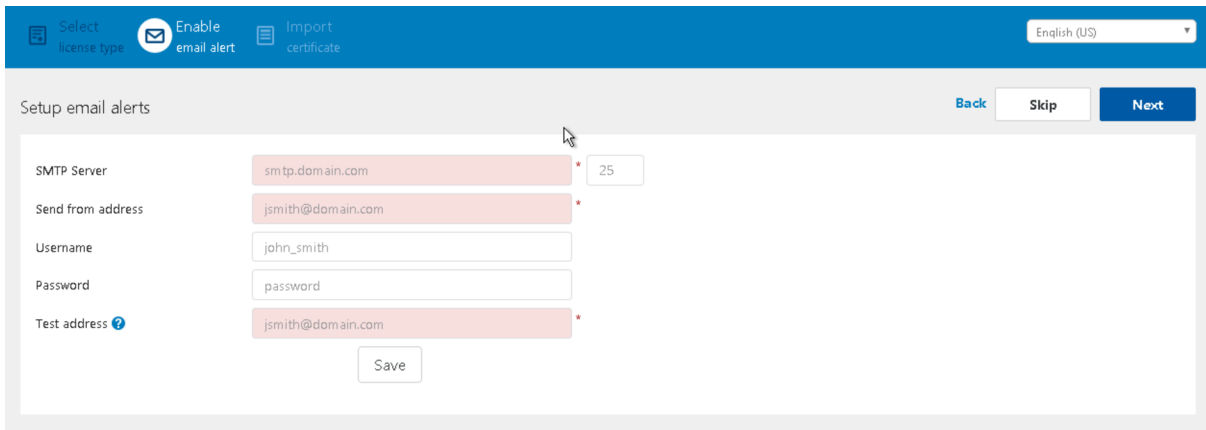 Select
license type
Enable
email alert
Import
certificate
English (US)
Setup email alerts
Back
Skip
Next
SMTP Server
smtp.domain.com
*
25
Send from address
jsmith@domain.com
*
Username
john_smith
Password
password
Test address ?
jsmith@domain.com
*
Save